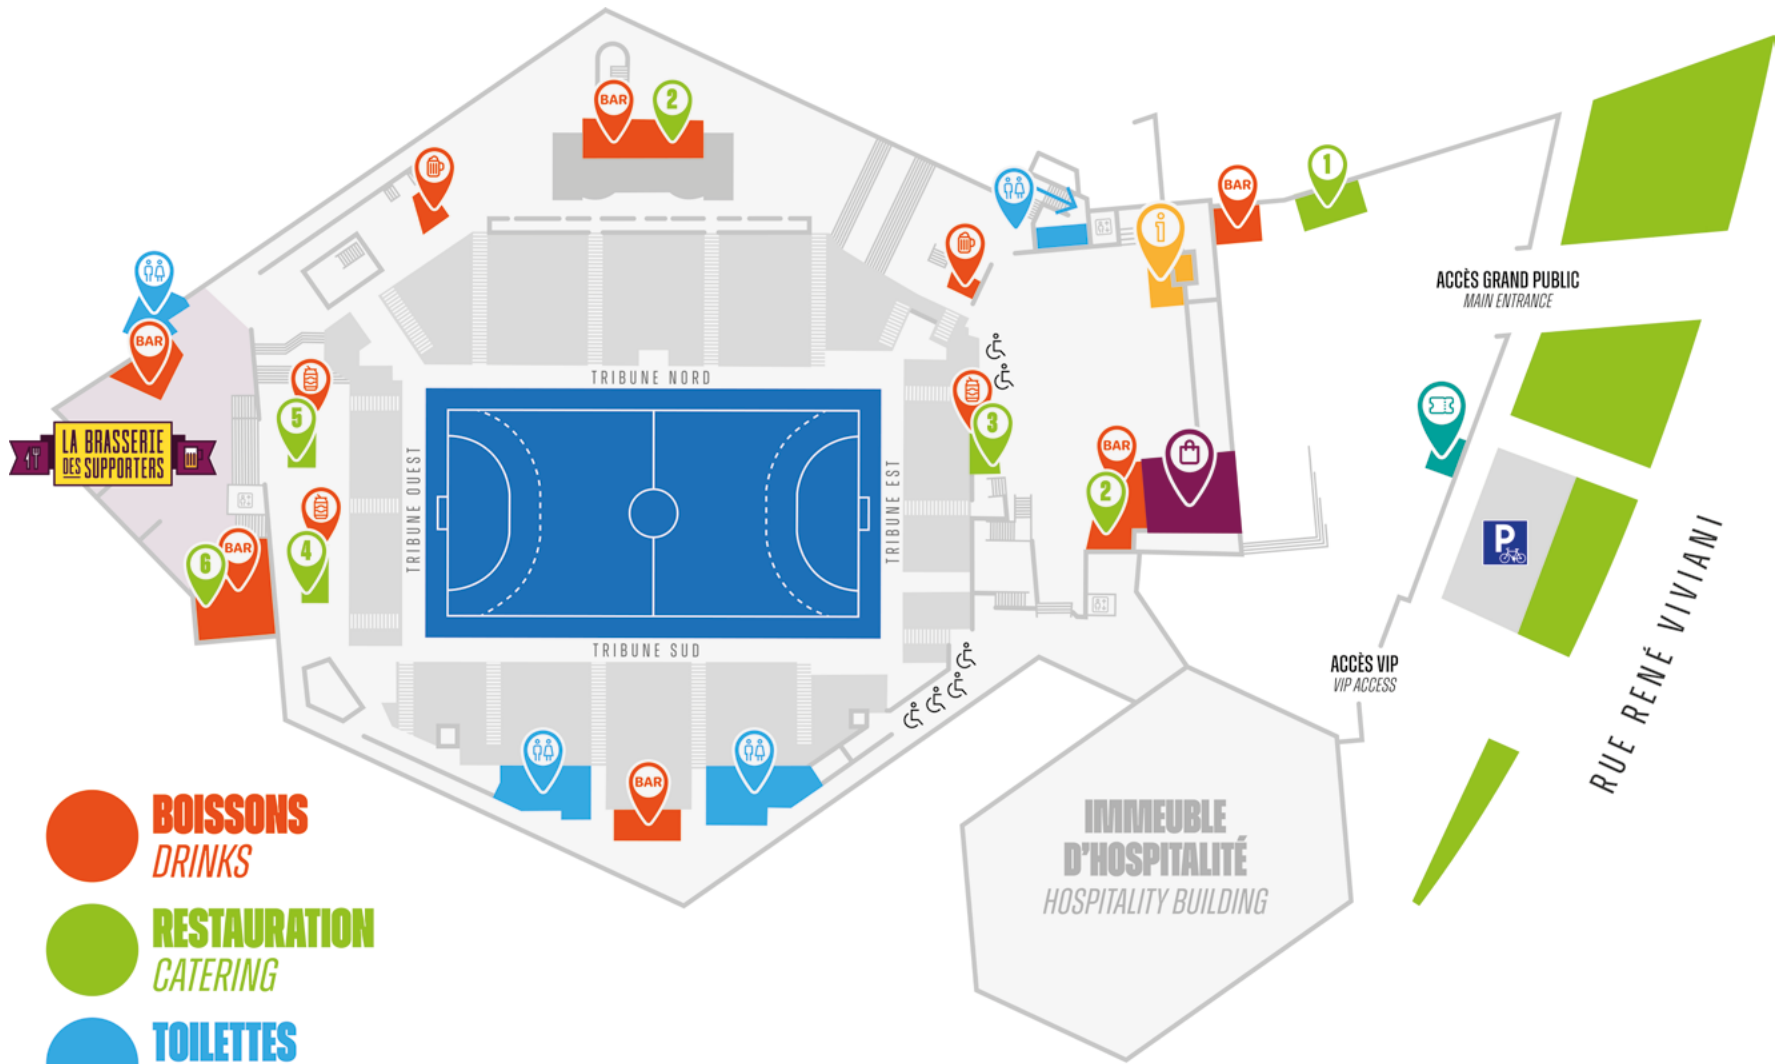 BAR
2
1
BAR
i
ACCÈS GRAND PUBLIC
MAIN ENTRANCE
BAR
TRIBUNE NORD
5
3
LA BRASSERIE
DES SUPPORTERS
TRIBUNE OUEST
TRIBUNE EST
BAR
2
4
BAR
6
P
RUE RENÉ VIVIANI
TRIBUNE SUD
ACCÈS VIP
VIP ACCESS
BAR
IMMEUBLE
D'HOSPITALITÉ
HOSPITALITY BUILDING
BOISSONS
DRINKS
RESTAURATION
CATERING
TOILETTES